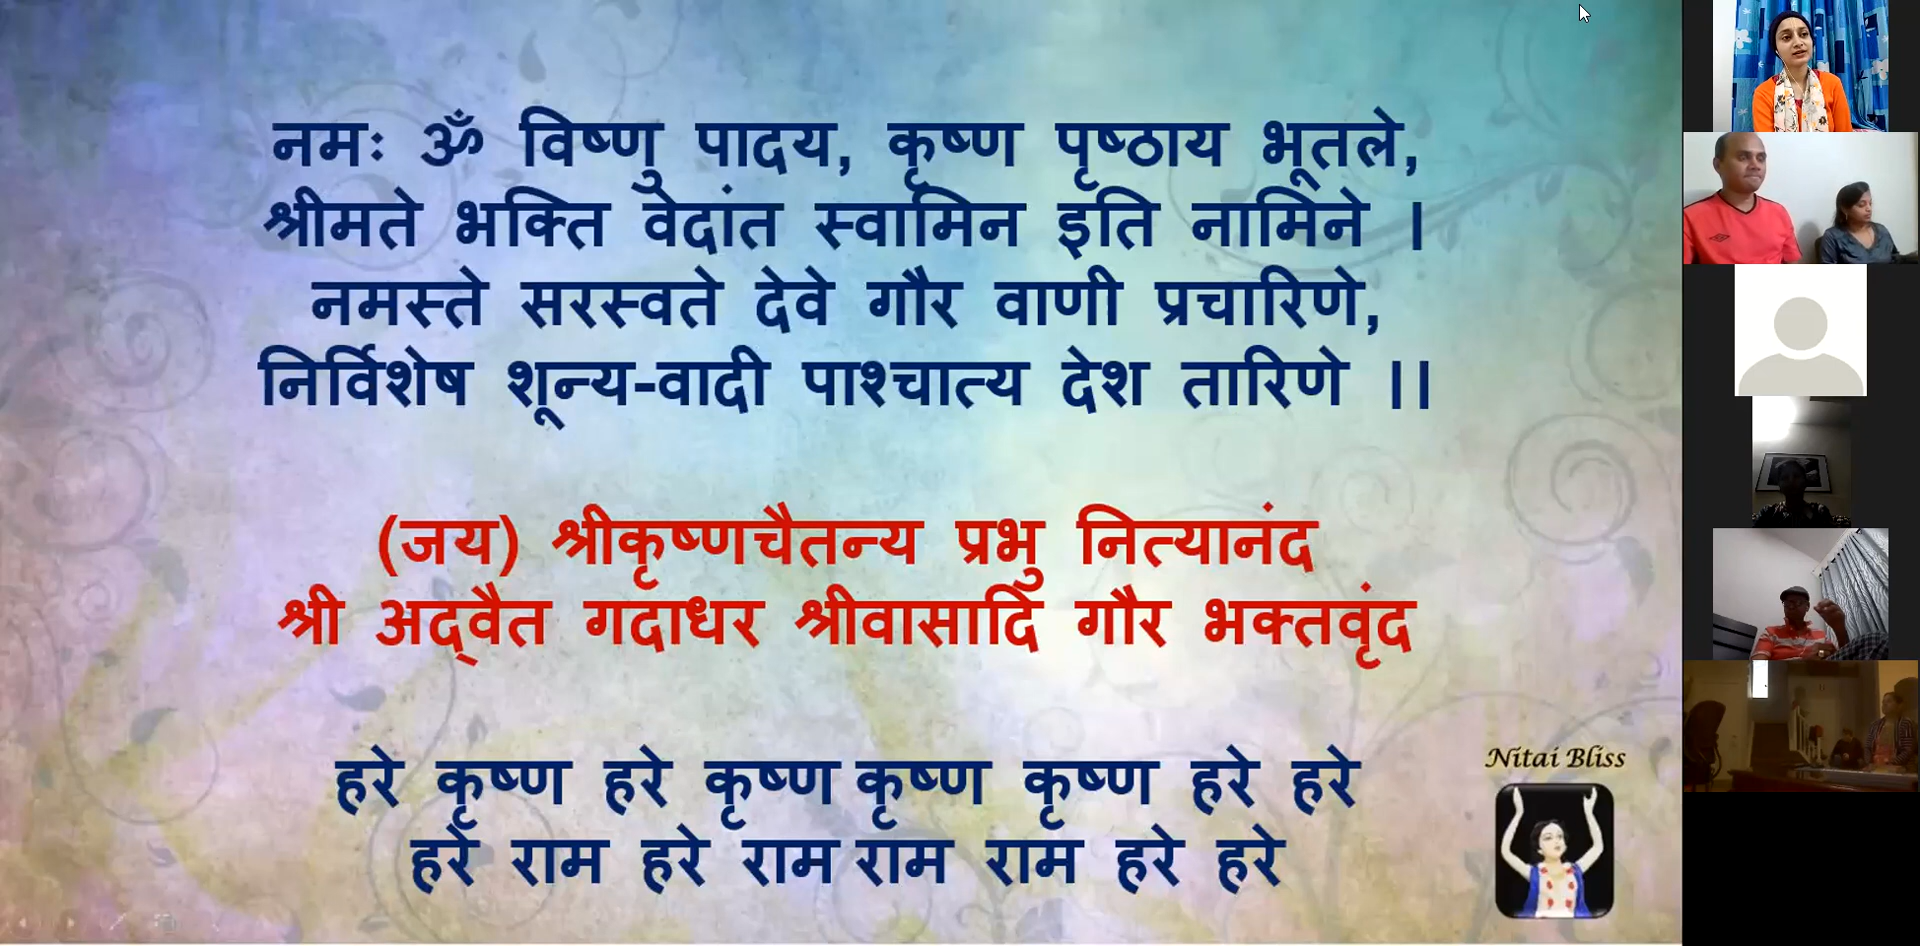 नमः ॐ विष्णु पादय, कृष्ण पृष्ठाय भूतले,
श्रीमते भक्ति वेदांत स्वामिन इति नामिने ।
नमस्ते सरस्वते देवे गौर वाणी प्रचारिणे,
निर्विशेष शून्य-वादी पाश्चात्य देश तारिणे ।।
(जय) श्रीकृष्णचैतन्य प्रभु नित्यानंद
श्री अद्वैत गदाधर श्रीवासादि गौर भक्तवृंद
हरे कृष्ण हरे कृष्ण कृष्ण कृष्ण हरे हरे
हरे राम हरे राम राम राम हरे हरे
Nitai Bliss